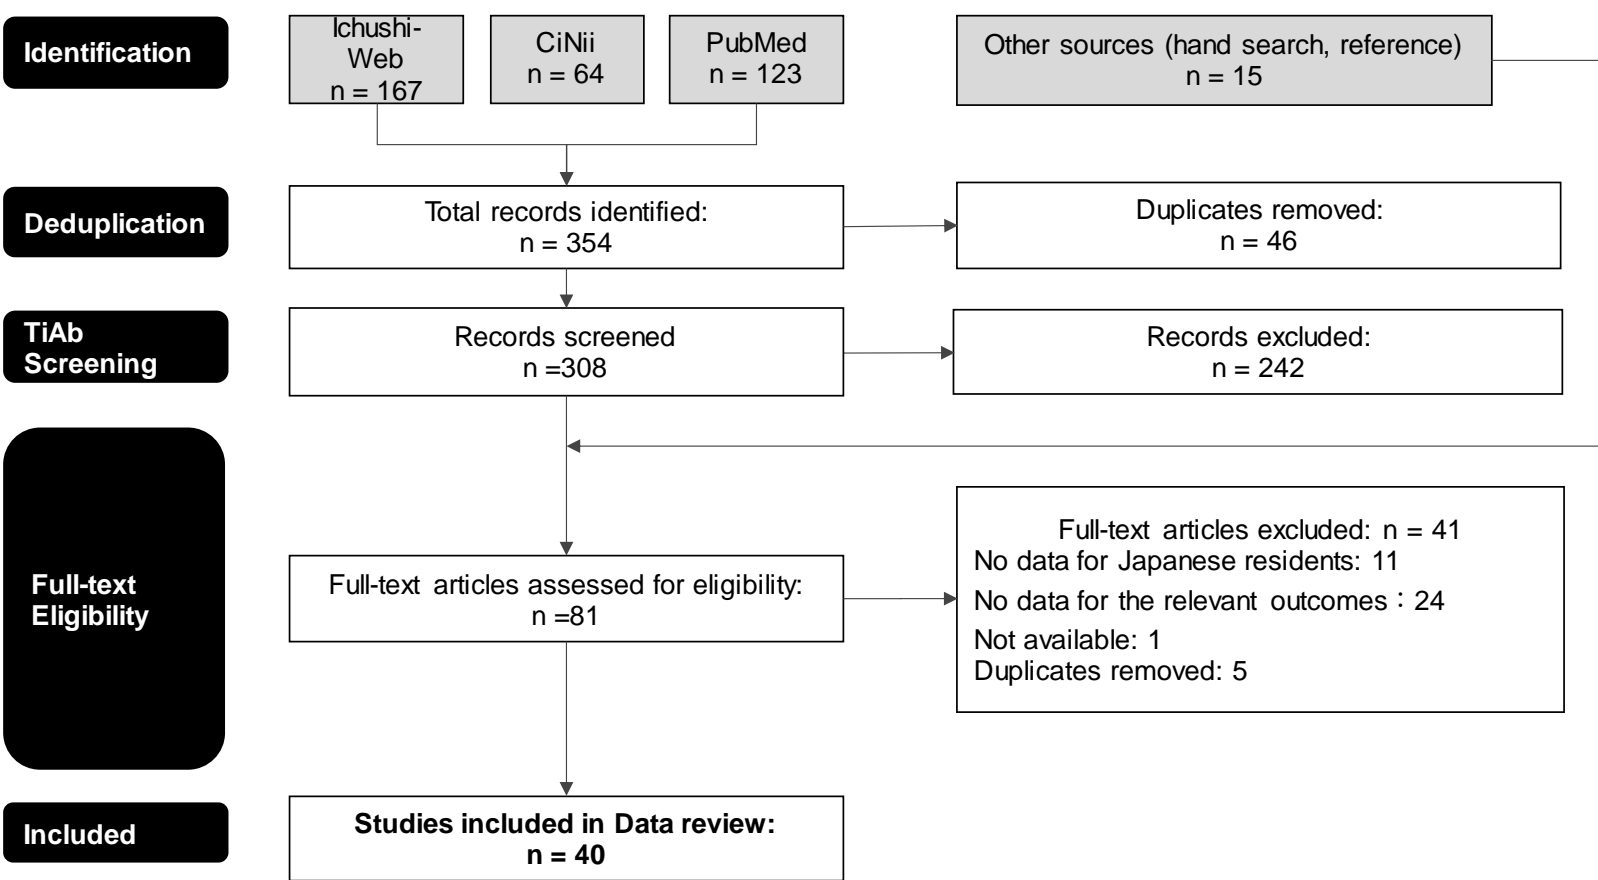 Identification
Ichushi-
Web
n = 167
CiNii
n = 64
PubMed
n = 123
Other sources (hand search, reference)
n = 15
Deduplication
Total records identified:
n = 354
Duplicates removed:
n = 46
TiAb
Screening
Records screened
n =308
Records excluded:
n = 242
Full-text
Eligibility
Full-text articles assessed for eligibility:
n =81
Full-text articles excluded: n = 41
No data for Japanese residents: 11
No data for the relevant outcomes：24
Not available: 1
Duplicates removed: 5
Included
Studies included in Data review:
n = 40